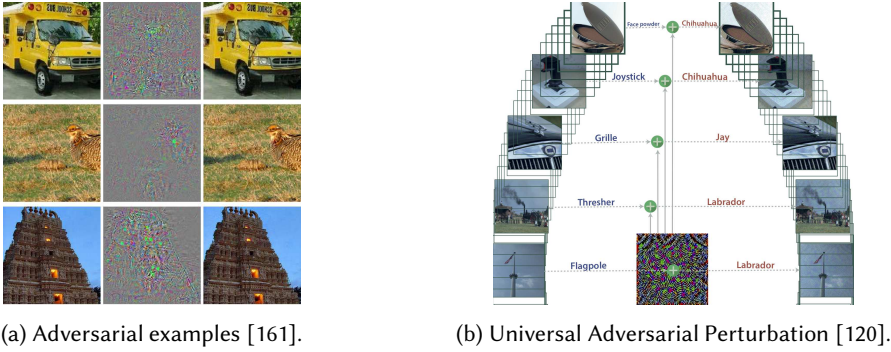 Face powder
Chihuahua
Joystick
Chihuahua
Grille
Jay
Thresher
Labrador
Flagpole
Labrador
(a) Adversarial examples [161].
(b) Universal Adversarial Perturbation [120].